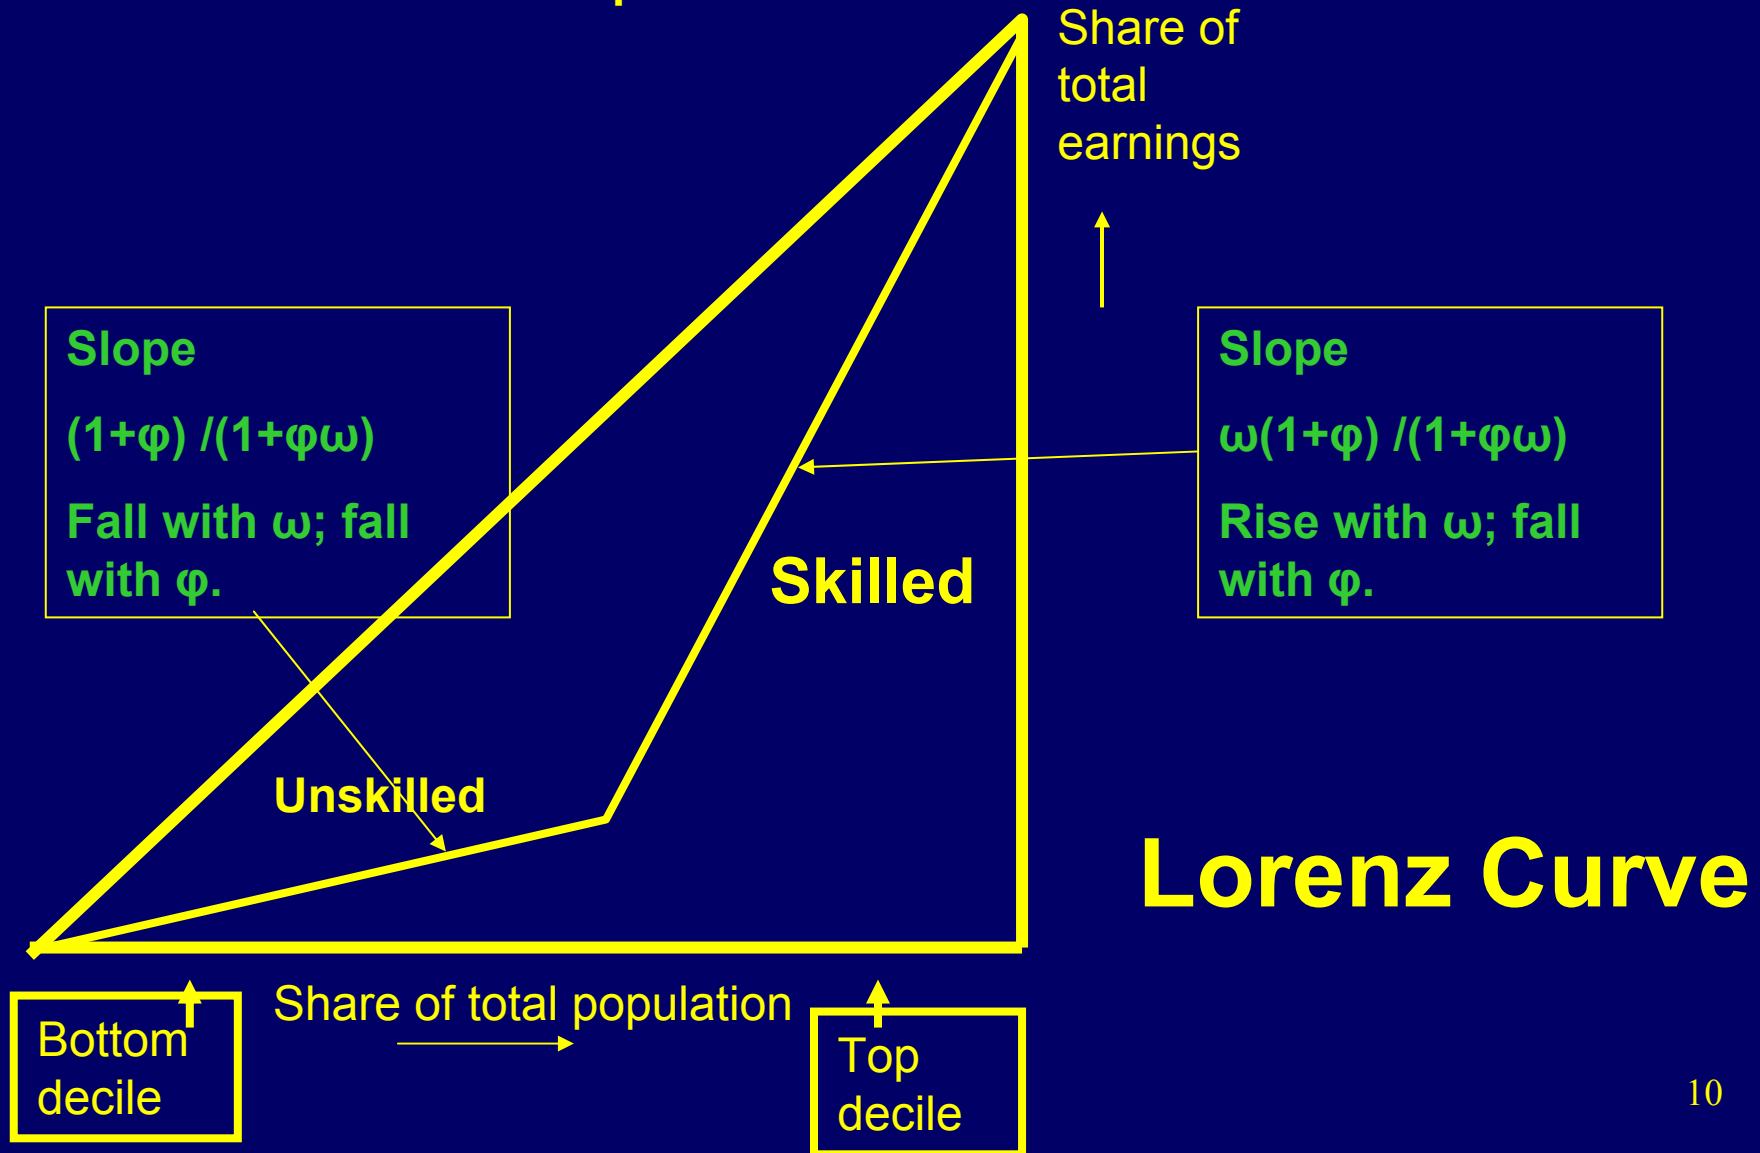 Share of
total
earnings
Slope
(1+φ) /(1+φω)
Fall with ω; fall
with φ.
Slope
ω(1+φ) /(1+φω)
Rise with ω; fall
with φ.
Skilled
Unskilled
Lorenz Curve
Share of total population
Bottom
decile
Top
decile
10